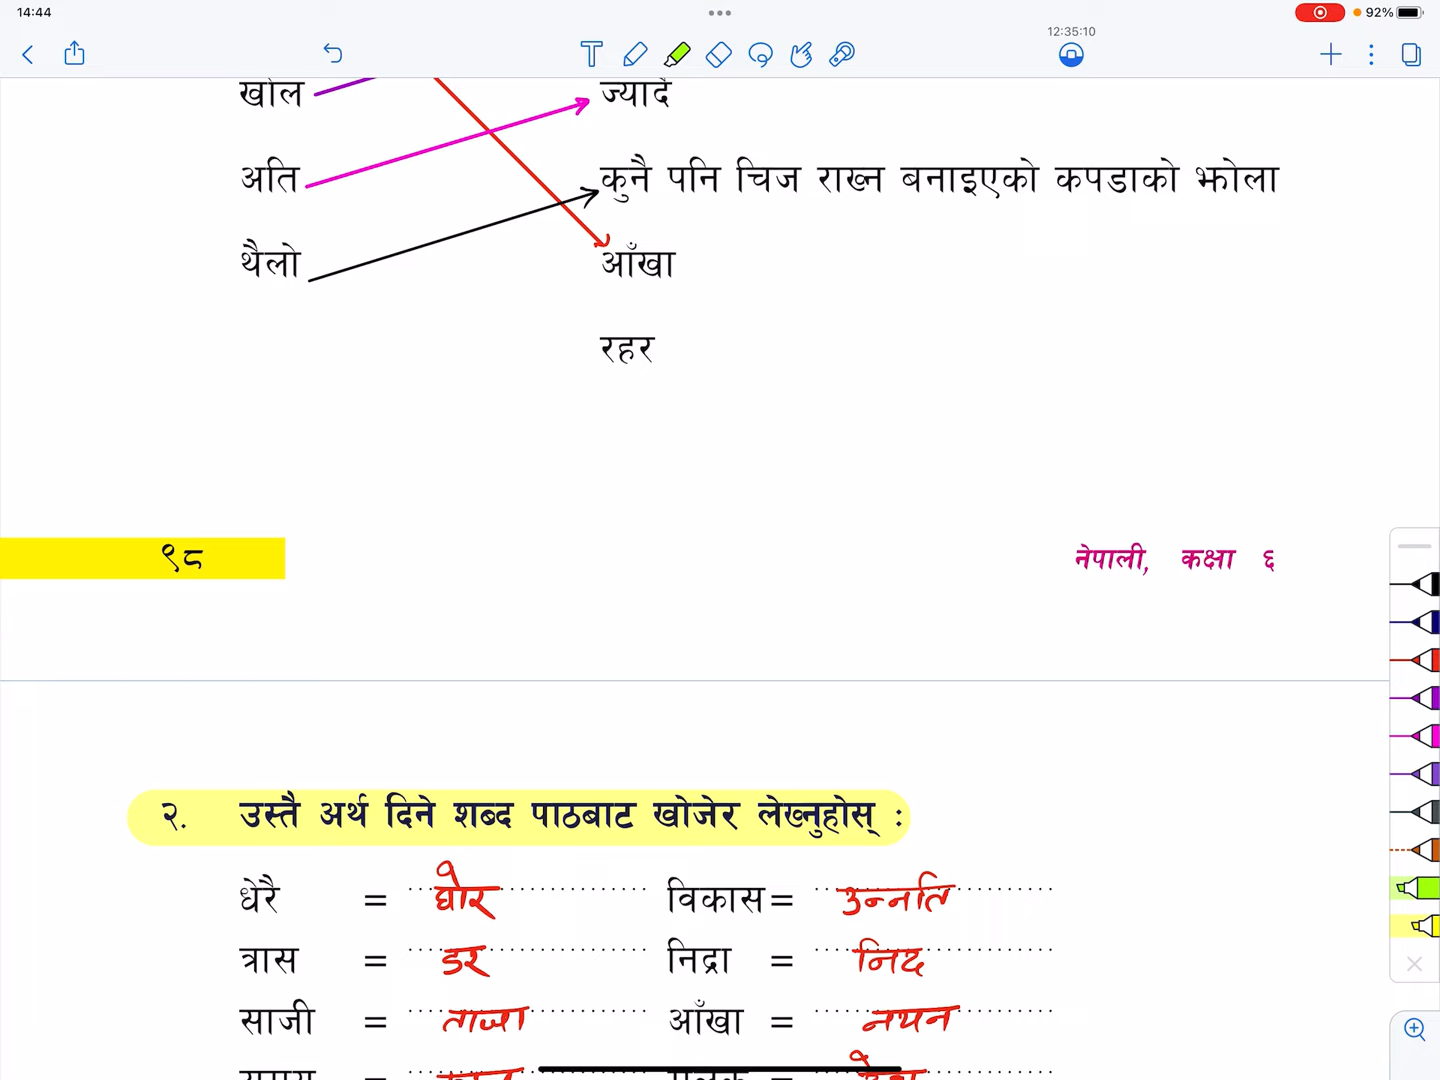 14:44
92%
12:35:10
खोल ज्यादै
अति
कुनै पनि चिज राख्न बनाइएको कपडाको झोला
थैलो
आँखा
रहर
९८
नेपाली, कक्षा ६
२. उस्तै अर्थ दिने शब्द पाठबाट खोजेर लेख्नुहोस् :
धेरै = घोर विकास = उन्नति
त्रास = डर निद्रा = निद
साजी = ताजा आँखा = नयन